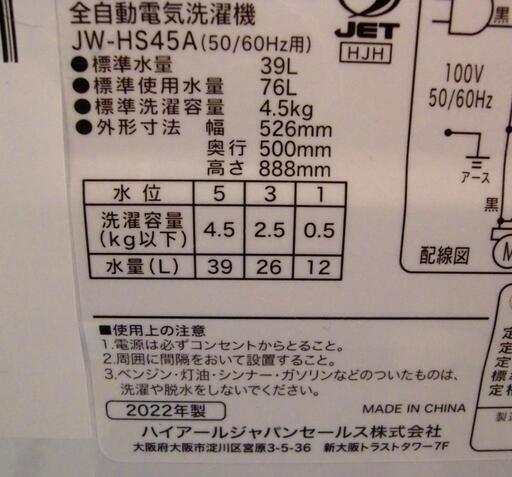 全自動電気洗濯機
JW-HS45A(50/60Hz用)
●標準水量 39L
●標準使用水量 76L
●標準洗濯容量 4.5kg
●外形寸法 幅 526mm
奥行 500mm
高さ 888mm
水位 5 3 1
洗濯容量(kg以下) 4.5 2.5 0.5
水量(L) 39 26 12
JET
HJH
黒
100V
50/60Hz
アース
黒
配線図
M
■使用上の注意
1.電源は必ずコンセントからとること。
2.周囲に間隔をおいて設置すること。
3.ベンジン・灯油・シンナー・ガソリンなどのついたものは、
洗濯や脱水をしないでください。
2022年製
MADE IN CHINA
ハイアールジャパンセールス株式会社
大阪府大阪市淀川区宮原3-5-36 新大阪トラストタワー7F
定
定
標準
定格
製造